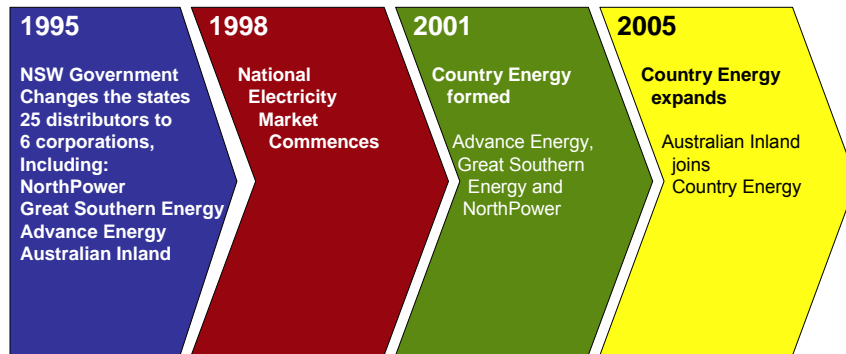 1995
NSW Government
Changes the states
25 distributors to
6 corporations,
Including:
NorthPower
Great Southern Energy
Advance Energy
Australian Inland
1998
National
Electricity
Market
Commences
2001
Country Energy
formed
Advance Energy,
Great Southern
Energy and
NorthPower
2005
Country Energy
expands
Australian Inland
joins
Country Energy